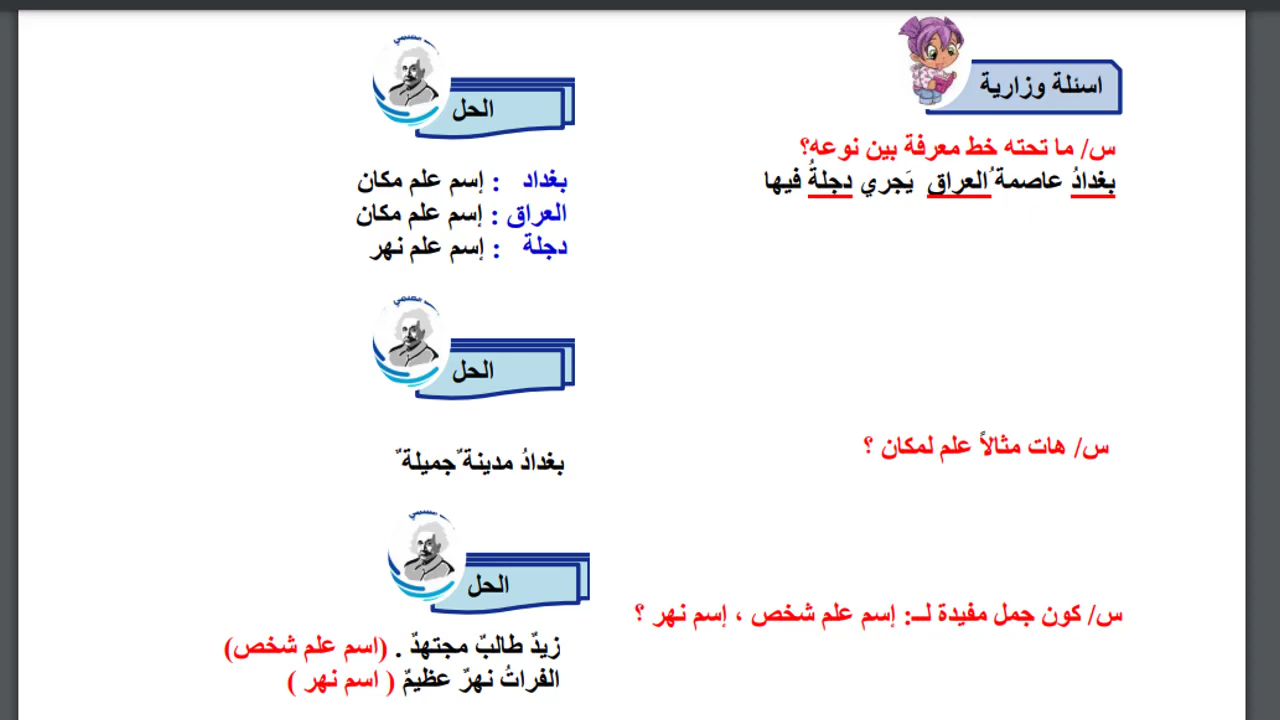 اسئلة وزارية
س/ ما تحته خط معرفة بين نوعه؟
بغدادُ عاصمةُ العراق يَجري دجلةُ فيها
الحل
بغداد : إسم علم مكان
العراق : إسم علم مكان
دجلة : إسم علم نهر
س/ هات مثالاً علم لمكان ؟
الحل
بغدادُ مدينةٌ جميلةٌ
س/ كون جمل مفيدة لــ: إسم علم شخص ، إسم نهر ؟
الحل
زيدٌ طالبٌ مجتهدٌ . (اسم علم شخص)
الفراتُ نهرٌ عظيمٌ ( اسم نهر )